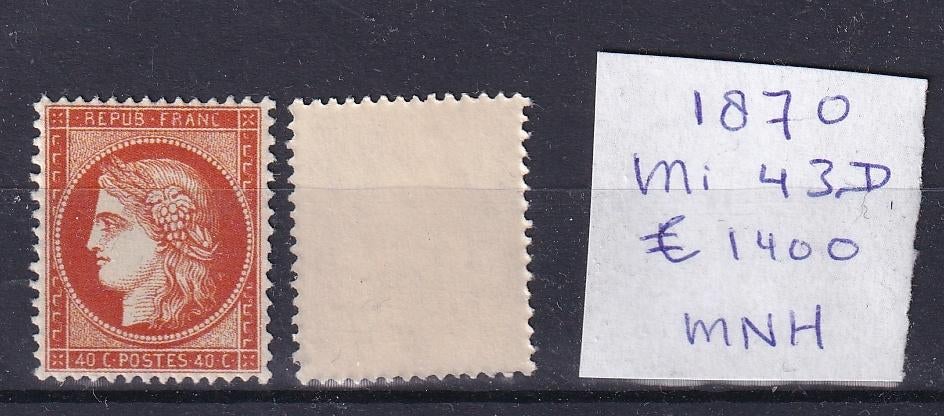 REPUB·FRANC
40 C·POSTES·40 C
1870
Mi 43D
€ 1400
MNH